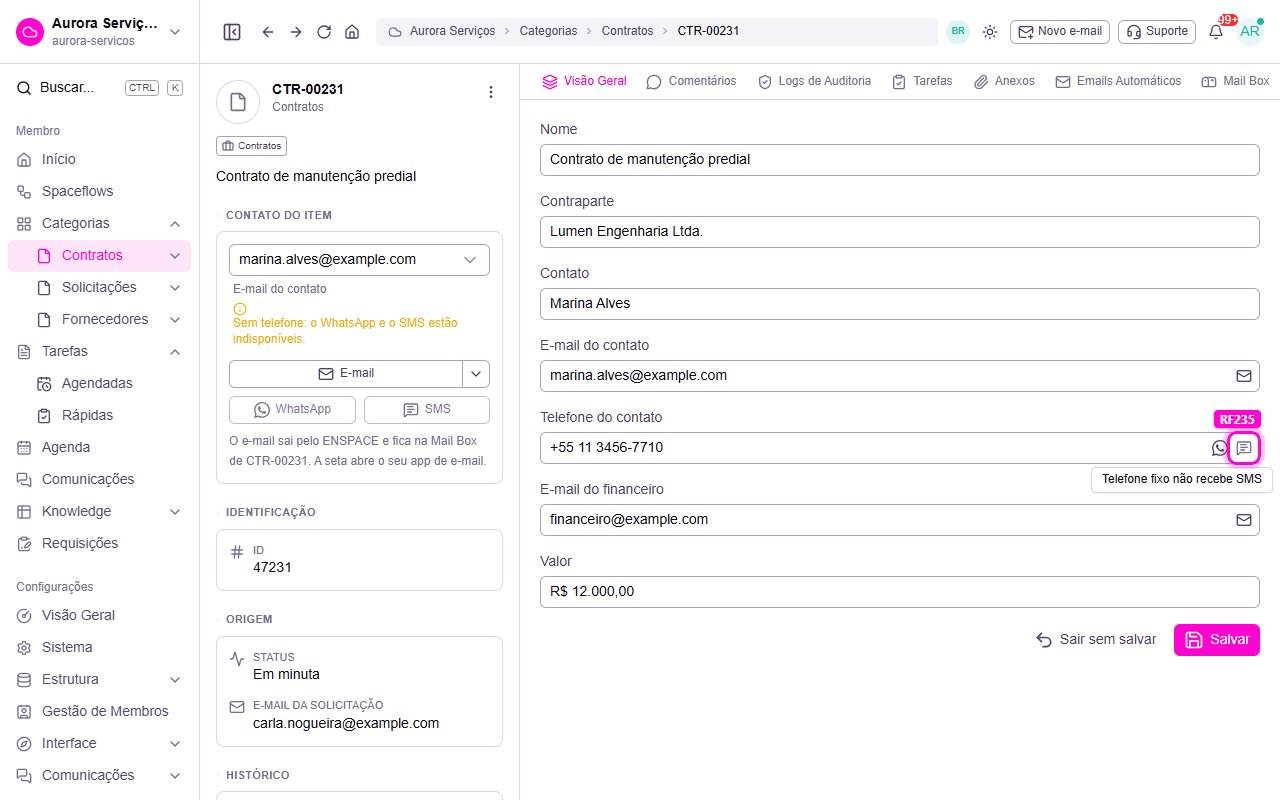 Aurora Serviç...
aurora-servicos
Aurora Serviços
Categorias
Contratos
CTR-00231
BR
Novo e-mail
Suporte
99+
AR
Buscar...
CTRL
K
Membro
Início
Spaceflows
Categorias
Contratos
Solicitações
Fornecedores
Tarefas
Agendadas
Rápidas
Agenda
Comunicações
Knowledge
Requisições
Configurações
Visão Geral
Sistema
Estrutura
Gestão de Membros
Interface
Comunicações
CTR-00231
Contratos
Contratos
Contrato de manutenção predial
CONTATO DO ITEM
marina.alves@example.com
E-mail do contato
Sem telefone: o WhatsApp e o SMS estão
indisponíveis.
E-mail
WhatsApp
SMS
O e-mail sai pelo ENSPACE e fica na Mail Box
de CTR-00231. A seta abre o seu app de e-mail.
IDENTIFICAÇÃO
ID
47231
ORIGEM
STATUS
Em minuta
E-MAIL DA SOLICITAÇÃO
carla.nogueira@example.com
HISTÓRICO
Visão Geral
Comentários
Logs de Auditoria
Tarefas
Anexos
Emails Automáticos
Mail Box
Nome
Contrato de manutenção predial
Contraparte
Lumen Engenharia Ltda.
Contato
Marina Alves
E-mail do contato
marina.alves@example.com
Telefone do contato
RF235
+55 11 3456-7710
Telefone fixo não recebe SMS
E-mail do financeiro
financeiro@example.com
Valor
R$ 12.000,00
Sair sem salvar
Salvar